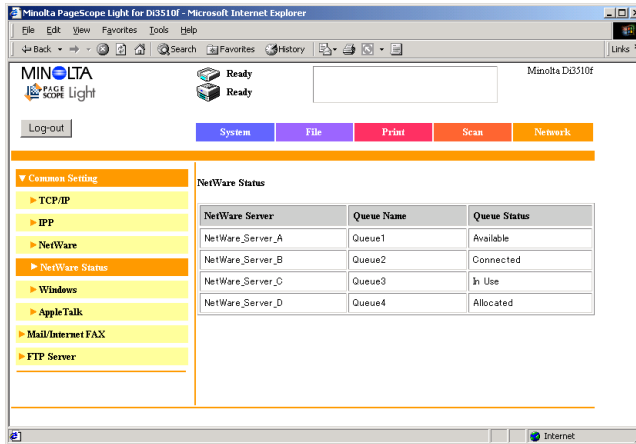 Minolta PageScope Light for Di3510f - Microsoft Internet Explorer
File Edit View Favorites Tools Help
Back Search Favorites History Links
MINOLTA
Ready
Minolta Di3510f
PAGE SCOPE Light
Ready
Log-out
System File Print Scan Network
Common Setting
NetWare Status
TCP/IP
IPP
NetWare
NetWare Status
Windows
AppleTalk
Mail/Internet FAX
FTP Server
NetWare Server Queue Name Queue Status
NetWare_Server_A Queue1 Available
NetWare_Server_B Queue2 Connected
NetWare_Server_C Queue3 In Use
NetWare_Server_D Queue4 Allocated
Internet